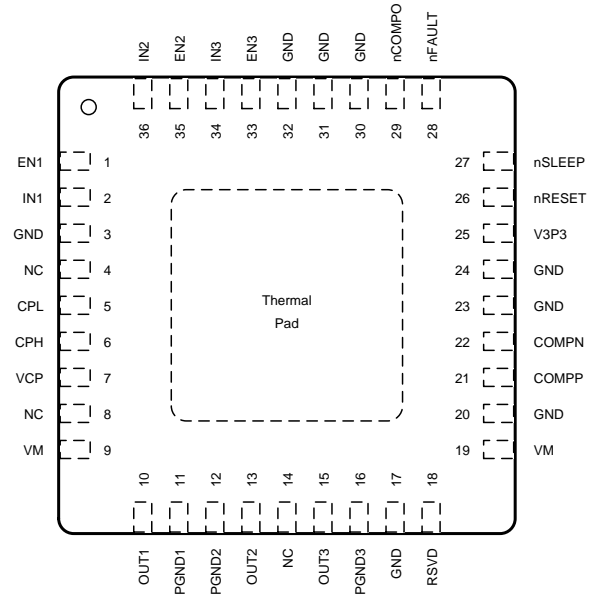 IN2
EN2
IN3
EN3
GND
GND
GND
nCOMPO
nFAULT
36
35
34
33
32
31
30
29
28
EN1 1
IN1 2
GND 3
NC 4
CPL 5
CPH 6
VCP 7
NC 8
VM 9
27 nSLEEP
26 nRESET
25 V3P3
24 GND
23 GND
22 COMPN
21 COMPP
20 GND
19 VM
Thermal
Pad
10
11
12
13
14
15
16
17
18
OUT1
PGND1
PGND2
OUT2
NC
OUT3
PGND3
GND
RSVD